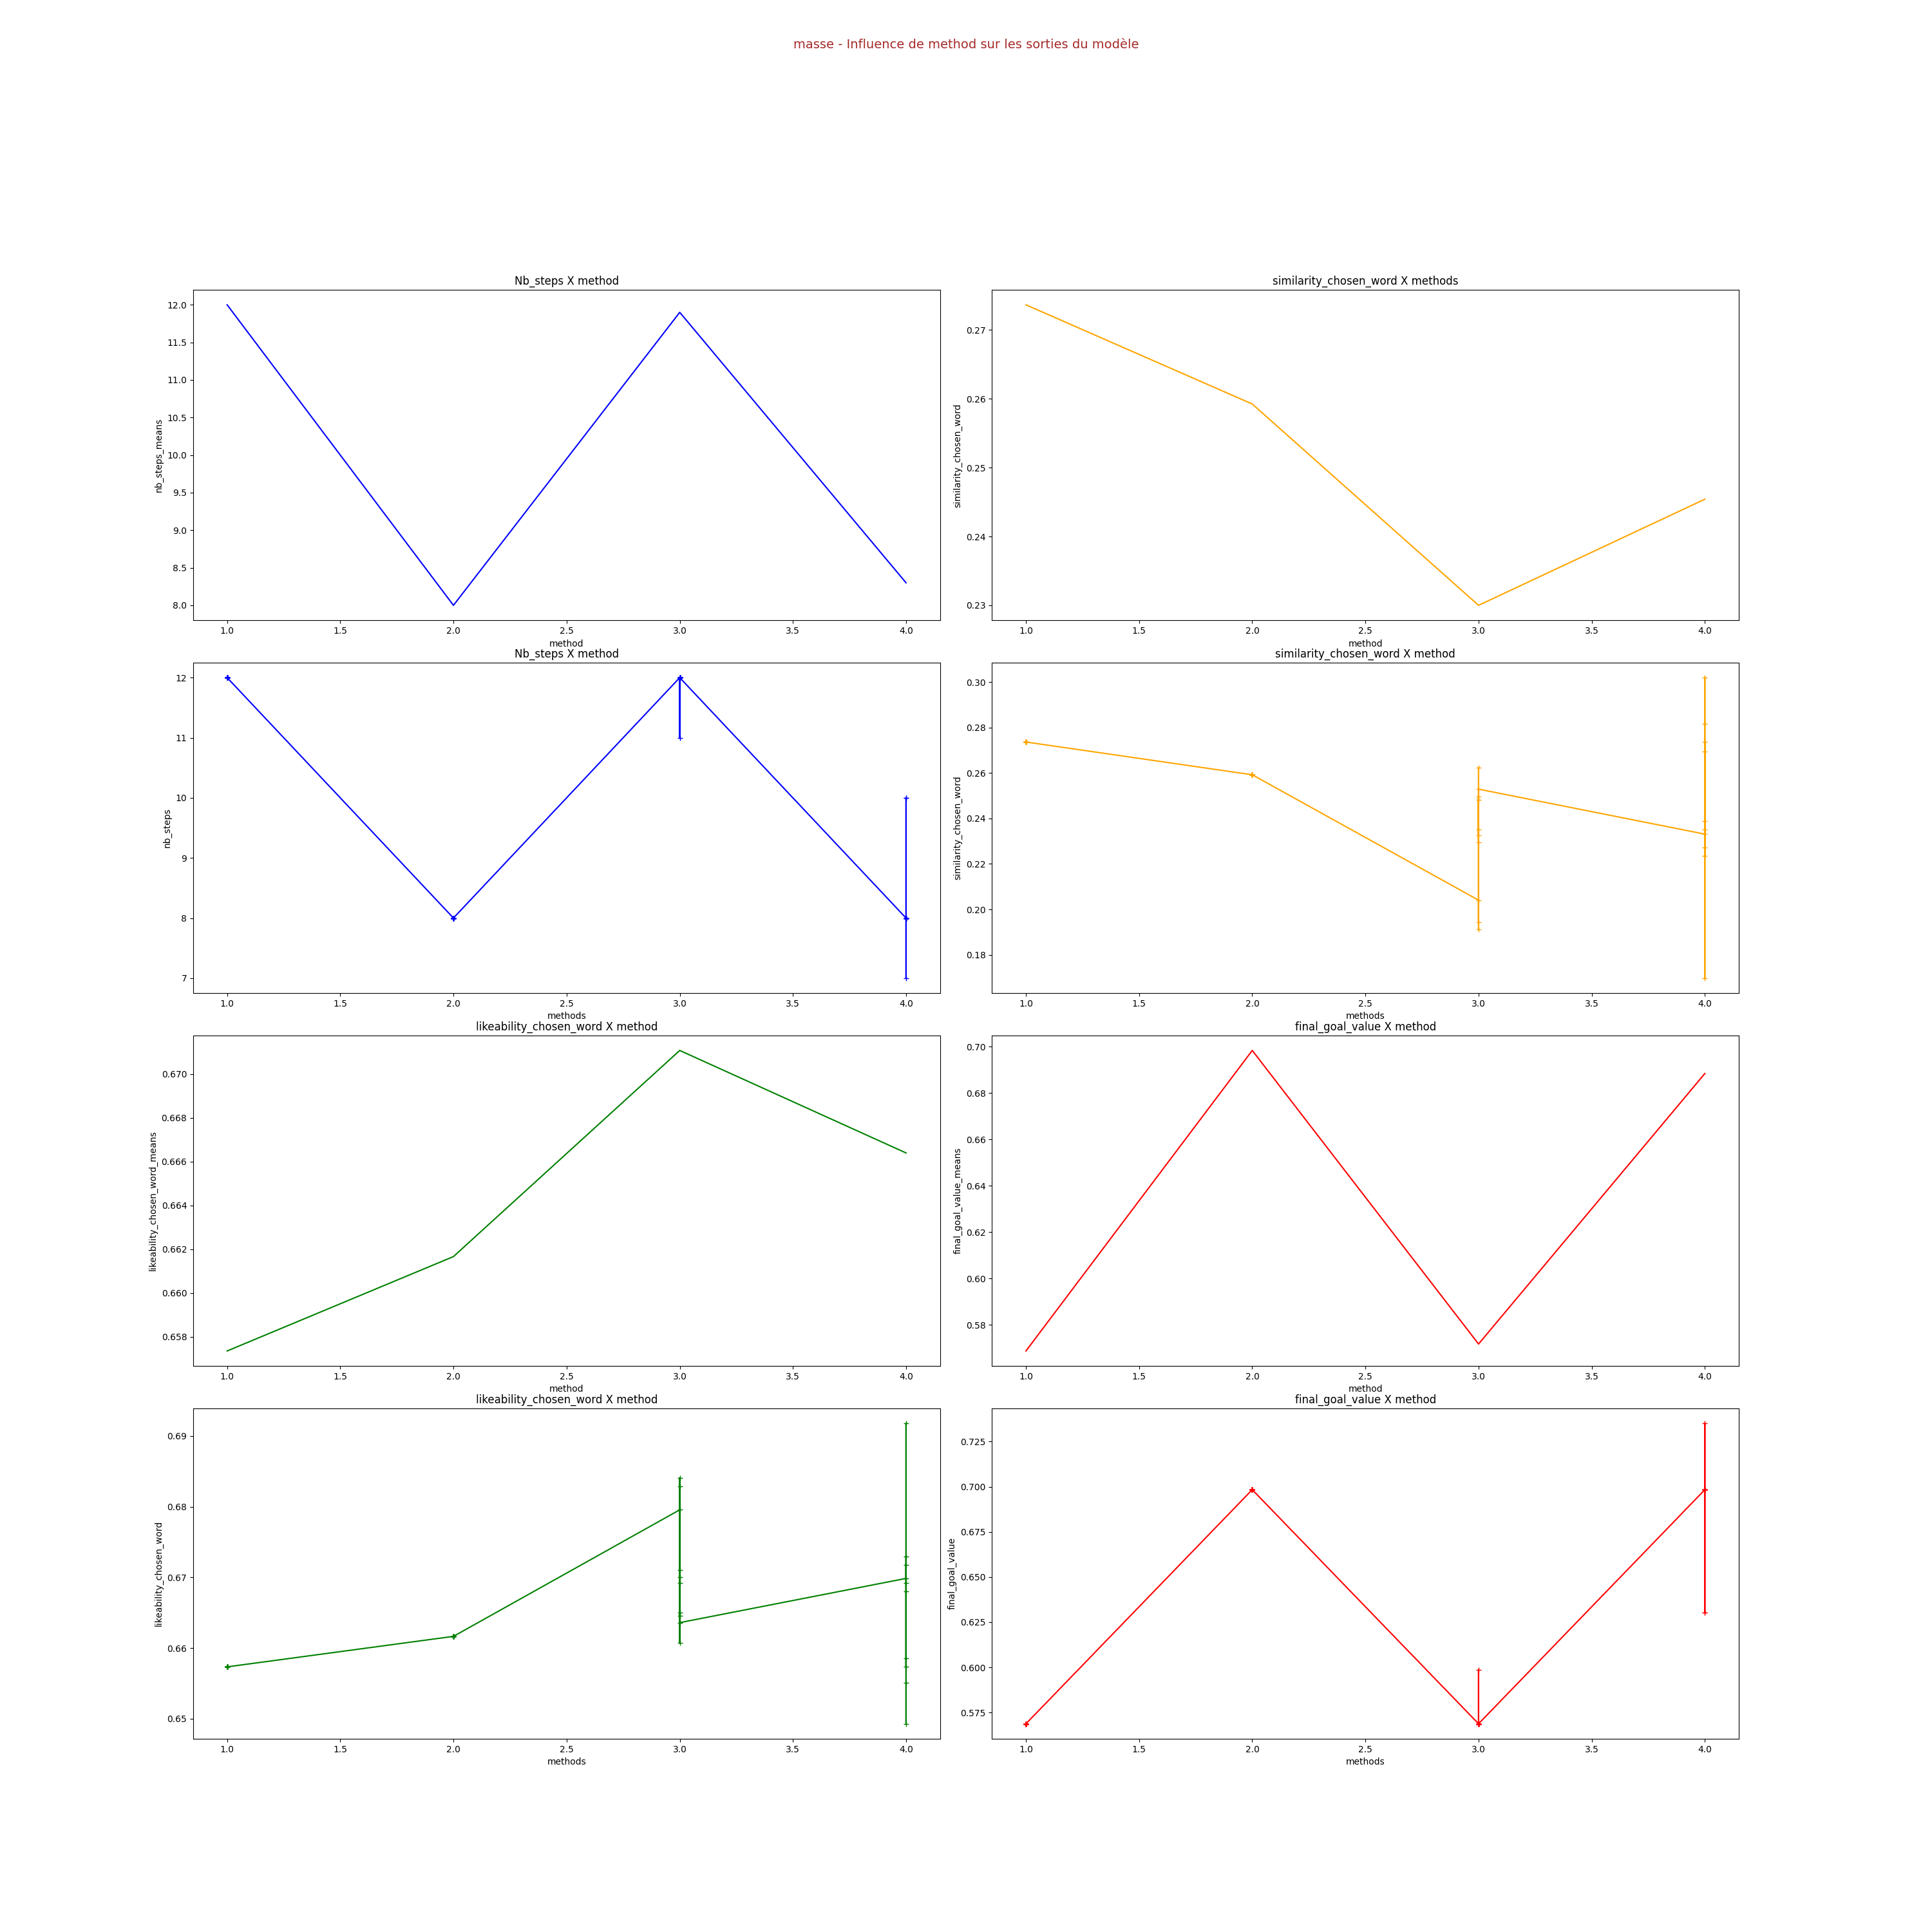 masse - Influence de method sur les sorties du modèle
Nb_steps X method
12.0
11.5
11.0
10.5
10.0
9.5
9.0
8.5
8.0
nb_steps_means
1.0 1.5 2.0 2.5 3.0 3.5 4.0
method
similarity_chosen_word X methods
0.27
0.26
0.25
0.24
0.23
similarity_chosen_word
1.0 1.5 2.0 2.5 3.0 3.5 4.0
method
Nb_steps X method
12
11
10
9
8
7
nb_steps
1.0 1.5 2.0 2.5 3.0 3.5 4.0
methods
similarity_chosen_word X method
0.30
0.28
0.26
0.24
0.22
0.20
0.18
similarity_chosen_word
1.0 1.5 2.0 2.5 3.0 3.5 4.0
methods
likeability_chosen_word X method
0.670
0.668
0.666
0.664
0.662
0.660
0.658
likeability_chosen_word_means
1.0 1.5 2.0 2.5 3.0 3.5 4.0
method
final_goal_value X method
0.70
0.68
0.66
0.64
0.62
0.60
0.58
final_goal_value_means
1.0 1.5 2.0 2.5 3.0 3.5 4.0
method
likeability_chosen_word X method
0.69
0.68
0.67
0.66
0.65
likeability_chosen_word
1.0 1.5 2.0 2.5 3.0 3.5 4.0
methods
final_goal_value X method
0.725
0.700
0.675
0.650
0.625
0.600
0.575
final_goal_value
1.0 1.5 2.0 2.5 3.0 3.5 4.0
methods